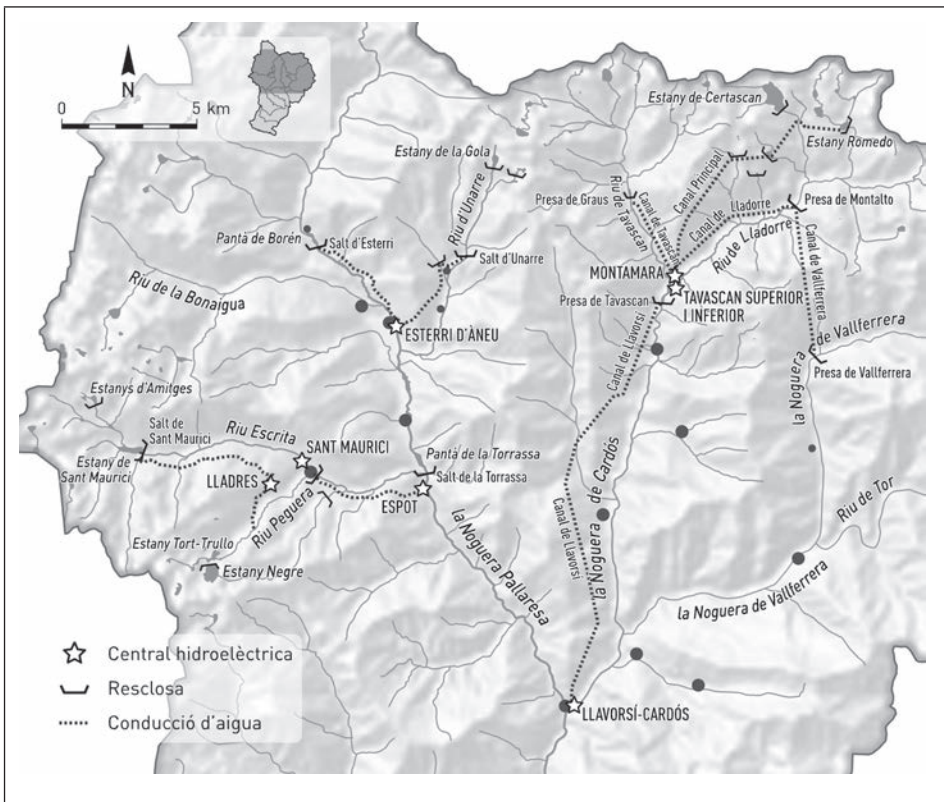 N
0
5 km
Estany de Certascan
Estany Romedo
Estany de la Gola
Riu d'Unarre
Presa de Graus
Riu de Tavascan
Canal de Tavascan
Canal Principal
Canal de
Lladorre
Presa de Montalto
Pantà de Borén
Salt d'Esterri
Salt d'Unarre
Riu de Lladorre
Canal de Vallferrera
MONTAMARA
Riu de la Bonaigua
Presa de Tavascan
TAVASCAN SUPERIOR
I INFERIOR
ESTERRI D'ÀNEU
Canal de Llavorsí
la Noguera
de Vallferrera
Presa de Vallferrera
Estanys d'Amitges
Salt de
Sant Maurici
Riu Escrita
SANT MAURICI
Pantà de la Torrassa
Estany de
Sant Maurici
LLADRES
Salt de la Torrassa
ESPOT
Riu Peguera
la Noguera
de Cardós
Riu de Tor
Canal de Llavorsí
Estany Tort-Trullo
Estany Negre
la Noguera Pallaresa
la Noguera de Vallferrera
Central hidroelèctrica
Resclosa
Conducció d'aigua
LLAVORSÍ-CARDÓS